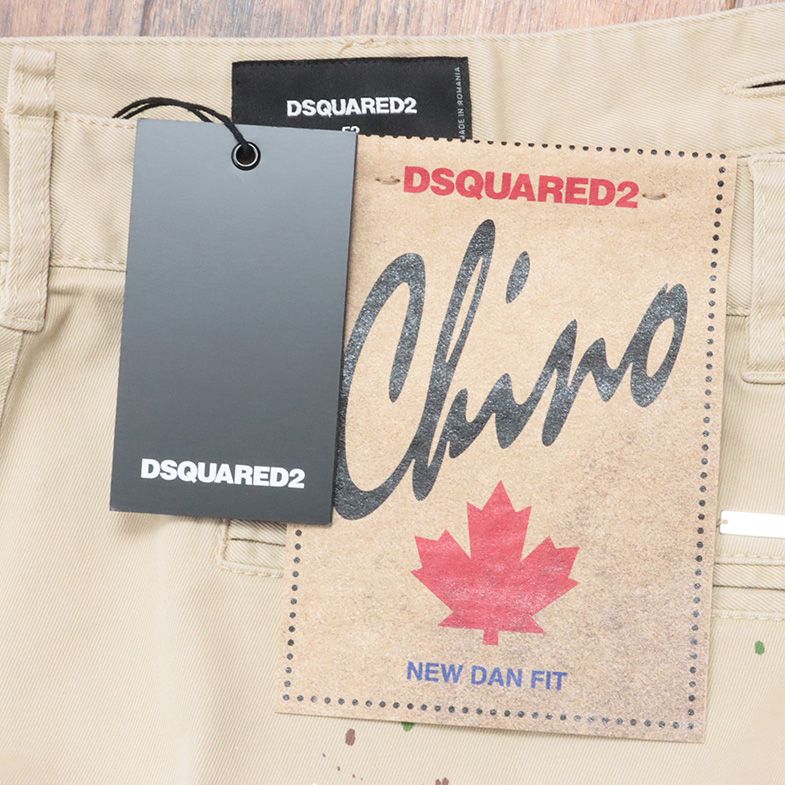 DSQUARED2
MADE IN ROMANIA
DSQUARED2
Chino
NEW DAN FIT
DSQUARED2